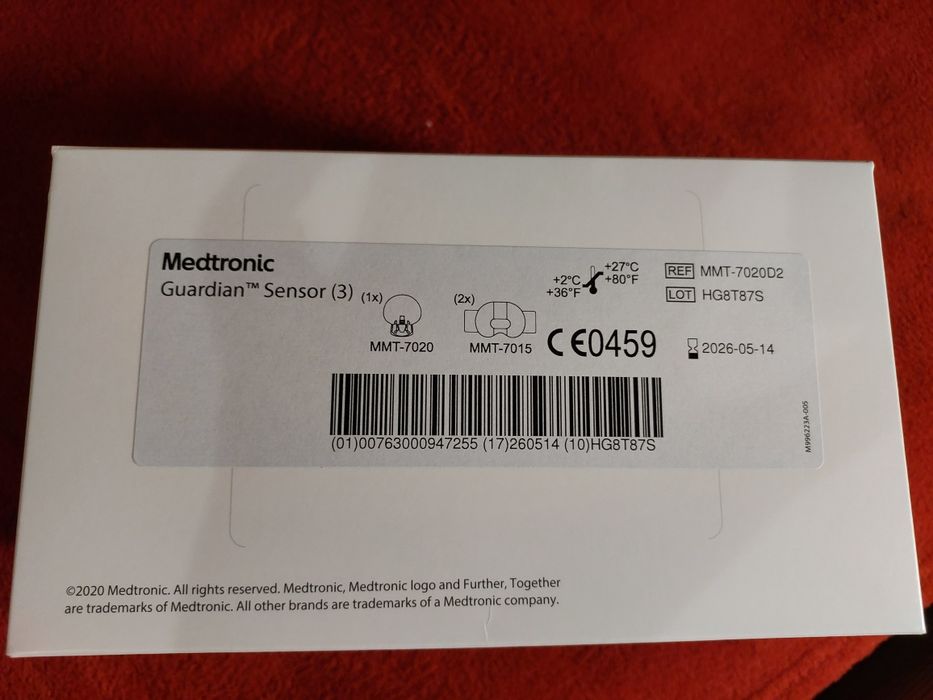 Medtronic
Guardian™ Sensor (3)
(1x)
MMT-7020
(2x)
MMT-7015
+2°C
+36°F
+27°C
+80°F
CE0459
REF MMT-7020D2
LOT HG8T87S
2026-05-14
(01)00763000947255 (17)260514 (10)HG8T87S
M996223A-005
©2020 Medtronic. All rights reserved. Medtronic, Medtronic logo and Further, Together
are trademarks of Medtronic. All other brands are trademarks of a Medtronic company.